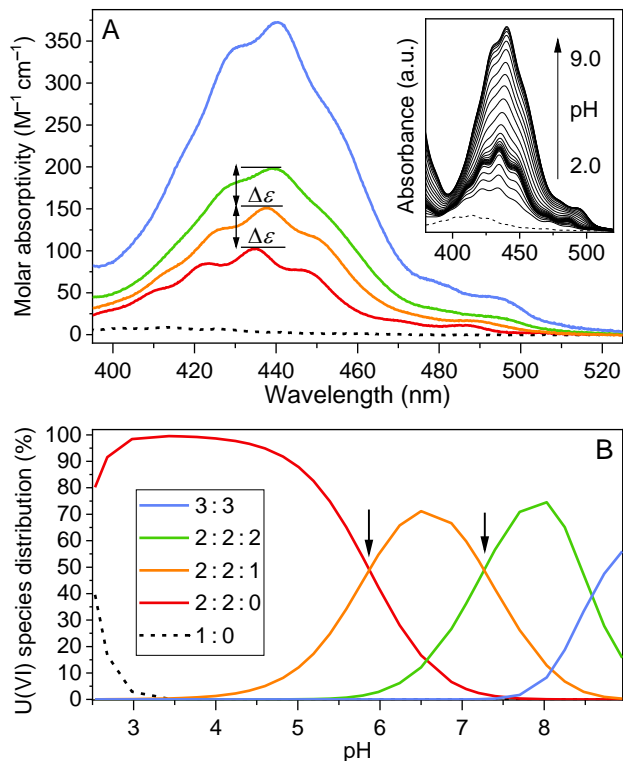 A
Molar absorptivity (M⁻¹ cm⁻¹)
350
300
250
200
150
100
50
0
Δε
Δε
400 420 440 460 480 500 520
Wavelength (nm)
Absorbance (a.u.)
9.0
pH
2.0
400 450 500
B
U(VI) species distribution (%)
100
90
80
70
60
50
40
30
20
10
0
3:3
2:2:2
2:2:1
2:2:0
1:0
3 4 5 6 7 8
pH